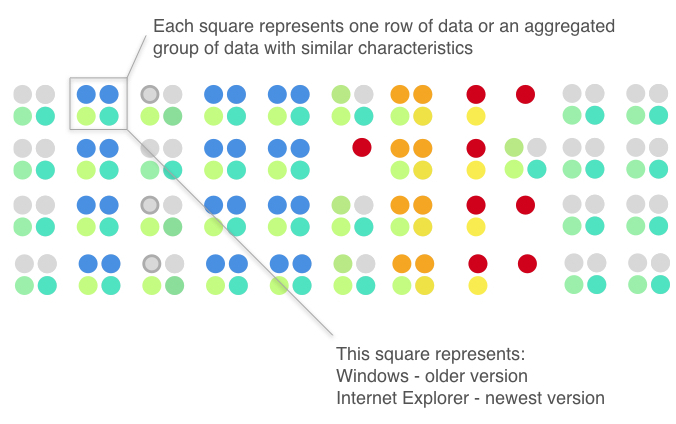 Each square represents one row of data or an aggregated
group of data with similar characteristics
This square represents:
Windows - older version
Internet Explorer - newest version